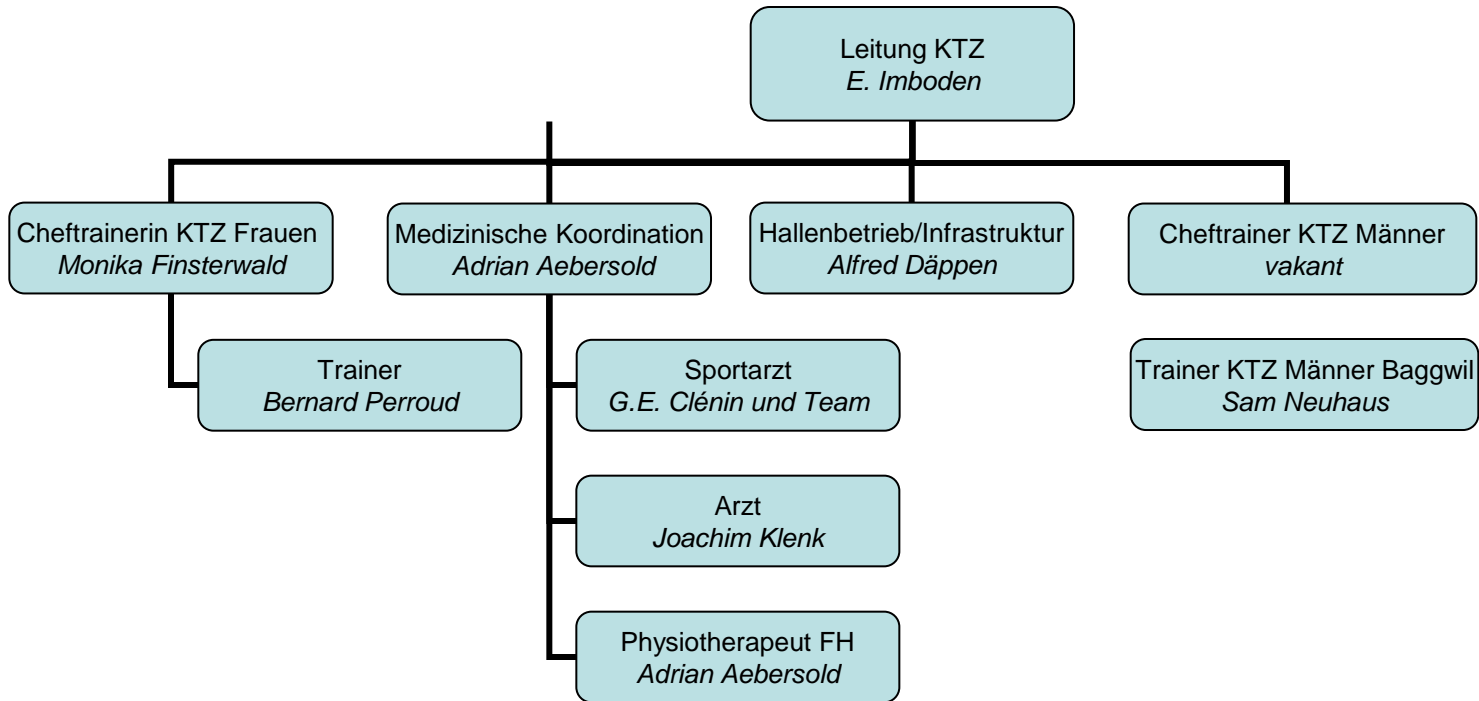 Leitung KTZ
E. Imboden
Cheftrainerin KTZ Frauen
Monika Finsterwald
Medizinische Koordination
Adrian Aebersold
Hallenbetrieb/Infrastruktur
Alfred Däppen
Cheftrainer KTZ Männer
vakant
Trainer
Bernard Perroud
Sportarzt
G.E. Clénin und Team
Trainer KTZ Männer Baggwil
Sam Neuhaus
Arzt
Joachim Klenk
Physiotherapeut FH
Adrian Aebersold